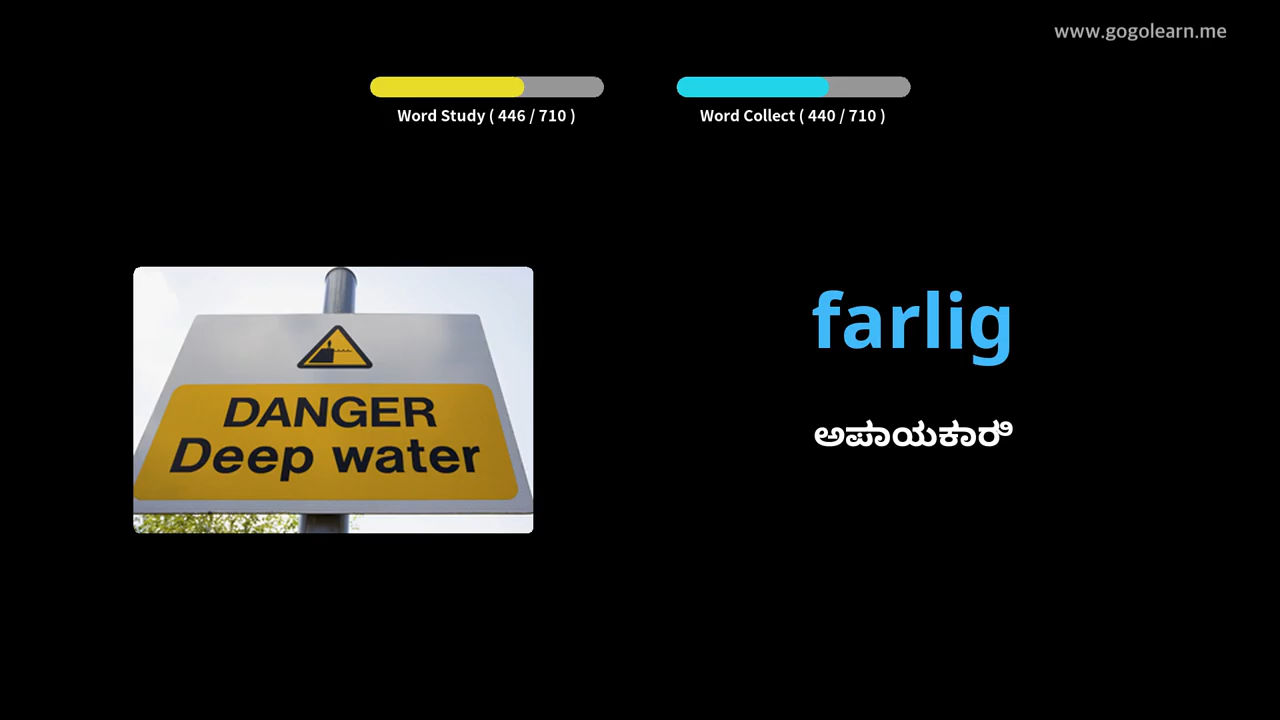 www.gogolearn.me
Word Study ( 446 / 710 )
Word Collect ( 440 / 710 )
DANGER
Deep water
farlig
ಅಪಾಯಕಾರಿ